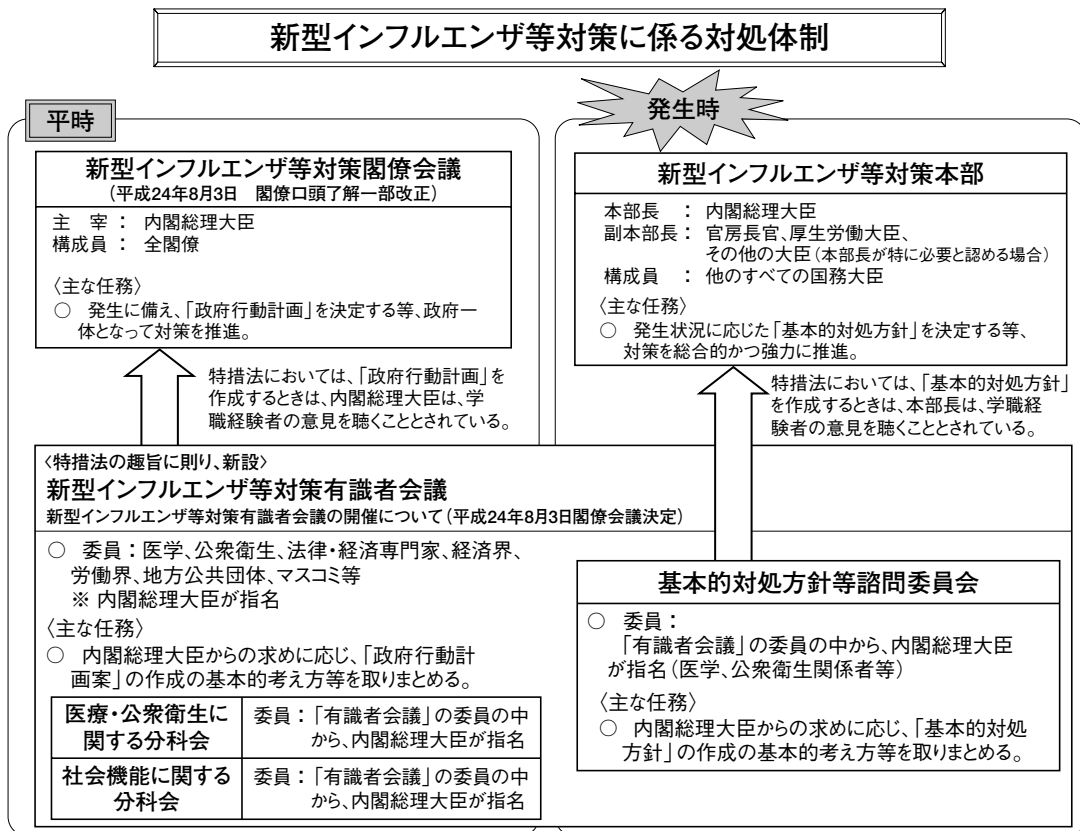 新型インフルエンザ等対策に係る対処体制
平時
新型インフルエンザ等対策閣僚会議
(平成24年8月3日　閣僚口頭了解一部改正)
主　宰： 内閣総理大臣
構成員： 全閣僚
〈主な任務〉
○　発生に備え、「政府行動計画」を決定する等、政府一
体となって対策を推進。
特措法においては、「政府行動計画」を
作成するときは、内閣総理大臣は、学
職経験者の意見を聴くこととされている。
発生時
新型インフルエンザ等対策本部
本部長　： 内閣総理大臣
副本部長： 官房長官、厚生労働大臣、
その他の大臣（本部長が特に必要と認める場合）
構成員　： 他のすべての国務大臣
〈主な任務〉
○　発生状況に応じた「基本的対処方針」を決定する等、
対策を総合的かつ強力に推進。
特措法においては、「基本的対処方針」
を作成するときは、本部長は、学職経
験者の意見を聴くこととされている。
〈特措法の趣旨に則り、新設〉
新型インフルエンザ等対策有識者会議
新型インフルエンザ等対策有識者会議の開催について（平成24年8月3日閣僚会議決定）
○　委員：医学、公衆衛生、法律・経済専門家、経済界、
労働界、地方公共団体、マスコミ等
※ 内閣総理大臣が指名
〈主な任務〉
○　内閣総理大臣からの求めに応じ、「政府行動計
画案」の作成の基本的考え方等を取りまとめる。
医療・公衆衛生に
関する分科会
委員：「有識者会議」の委員の中
から、内閣総理大臣が指名
社会機能に関する
分科会
委員：「有識者会議」の委員の中
から、内閣総理大臣が指名
基本的対処方針等諮問委員会
○　委員：
「有識者会議」の委員の中から、内閣総理大臣
が指名（医学、公衆衛生関係者等）
〈主な任務〉
○　内閣総理大臣からの求めに応じ、「基本的対処
方針」の作成の基本的考え方等を取りまとめる。